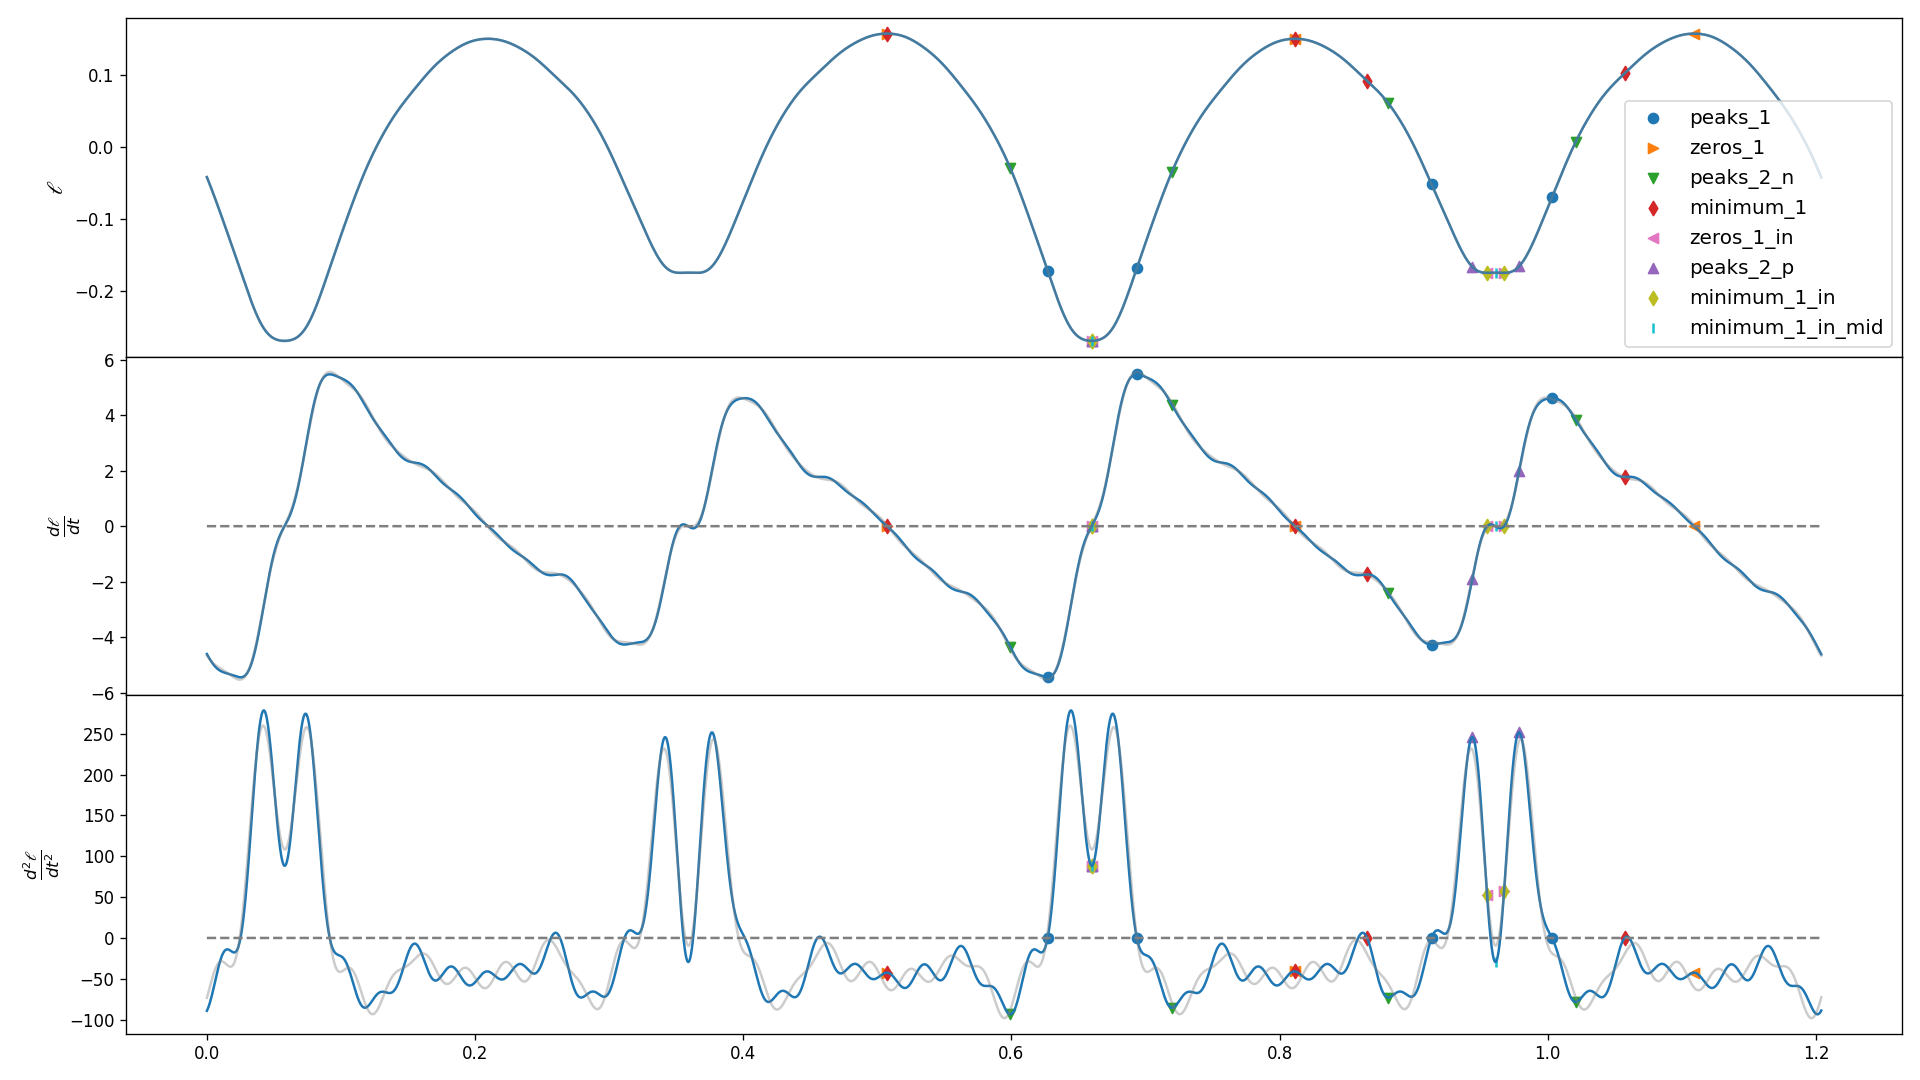 ℓ
0.1
0.0
−0.1
−0.2
peaks_1
zeros_1
peaks_2_n
minimum_1
zeros_1_in
peaks_2_p
minimum_1_in
minimum_1_in_mid
dℓ/dt
6
4
2
0
−2
−4
−6
d²ℓ/dt²
250
200
150
100
50
0
−50
−100
0.0 0.2 0.4 0.6 0.8 1.0 1.2